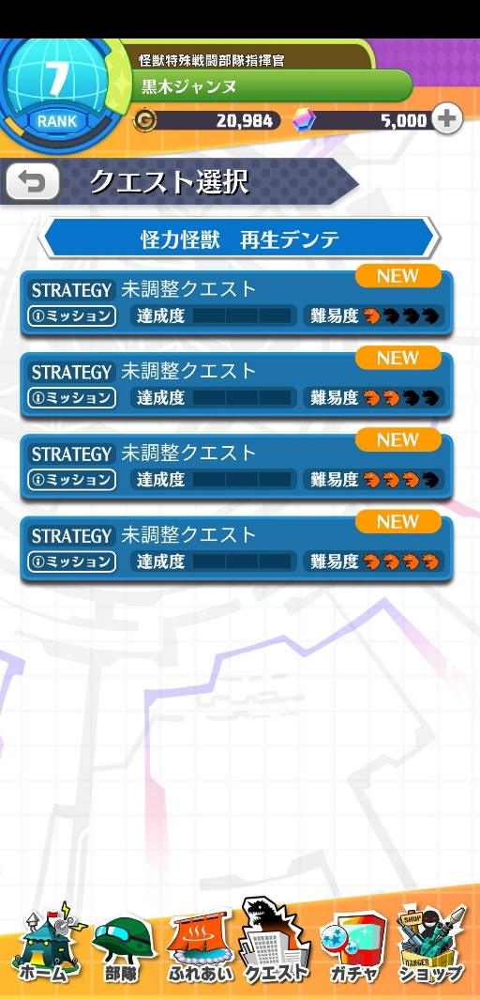 怪獣特殊戦闘部隊指揮官
7
黒木ジャンヌ
RANK
G 20,984 5,000
クエスト選択
怪力怪獣 再生デンテ
NEW
STRATEGY 未調整クエスト
ミッション 達成度 難易度
NEW
STRATEGY 未調整クエスト
ミッション 達成度 難易度
NEW
STRATEGY 未調整クエスト
ミッション 達成度 難易度
NEW
STRATEGY 未調整クエスト
ミッション 達成度 難易度
SHOP
DANGER
ホーム 部隊 ふれあい クエスト ガチャ ショップ